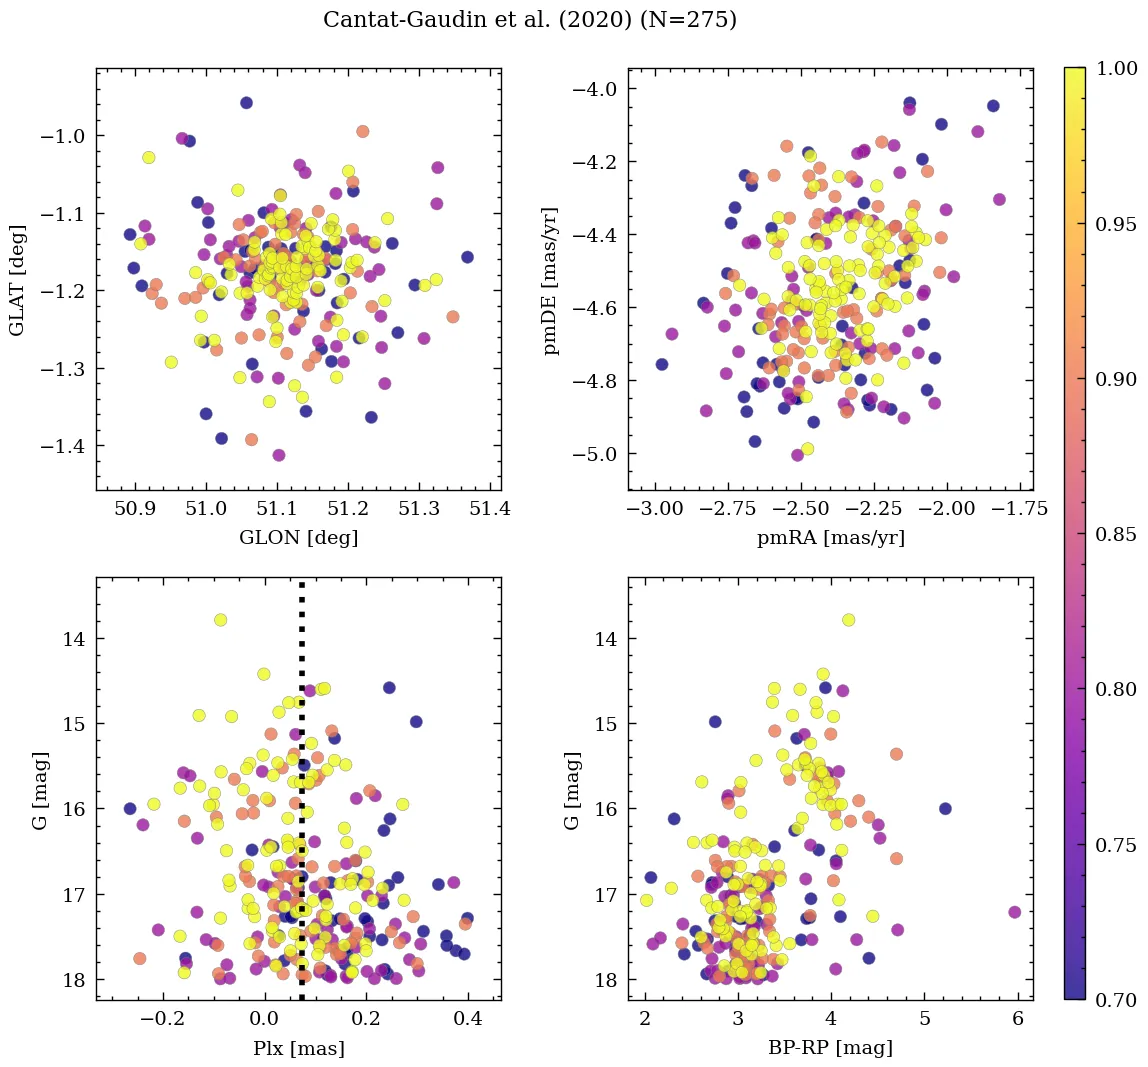 Cantat-Gaudin et al. (2020) (N=275)
−1.0
−1.1
−1.2
−1.3
−1.4
GLAT [deg]
50.9 51.0 51.1 51.2 51.3 51.4
GLON [deg]
−4.0
−4.2
−4.4
−4.6
−4.8
−5.0
pmDE [mas/yr]
−3.00 −2.75 −2.50 −2.25 −2.00 −1.75
pmRA [mas/yr]
14
15
16
17
18
G [mag]
−0.2 0.0 0.2 0.4
Plx [mas]
14
15
16
17
18
G [mag]
2 3 4 5 6
BP-RP [mag]
1.00
0.95
0.90
0.85
0.80
0.75
0.70